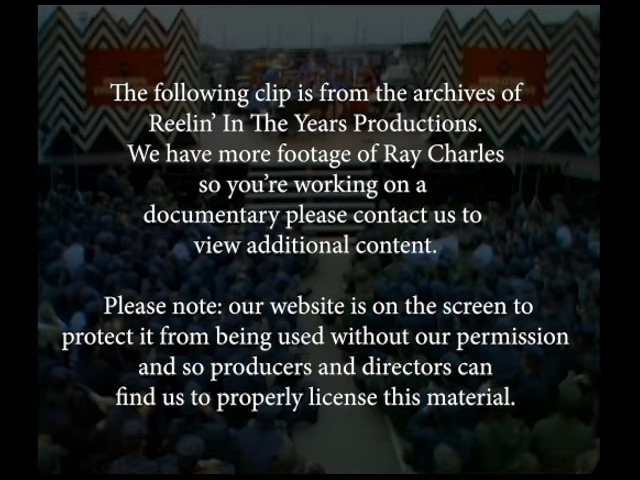 The following clip is from the archives of
Reelin' In The Years Productions.
We have more footage of Ray Charles
so you're working on a
documentary please contact us to
view additional content.
Please note: our website is on the screen to
protect it from being used without our permission
and so producers and directors can
find us to properly license this material.